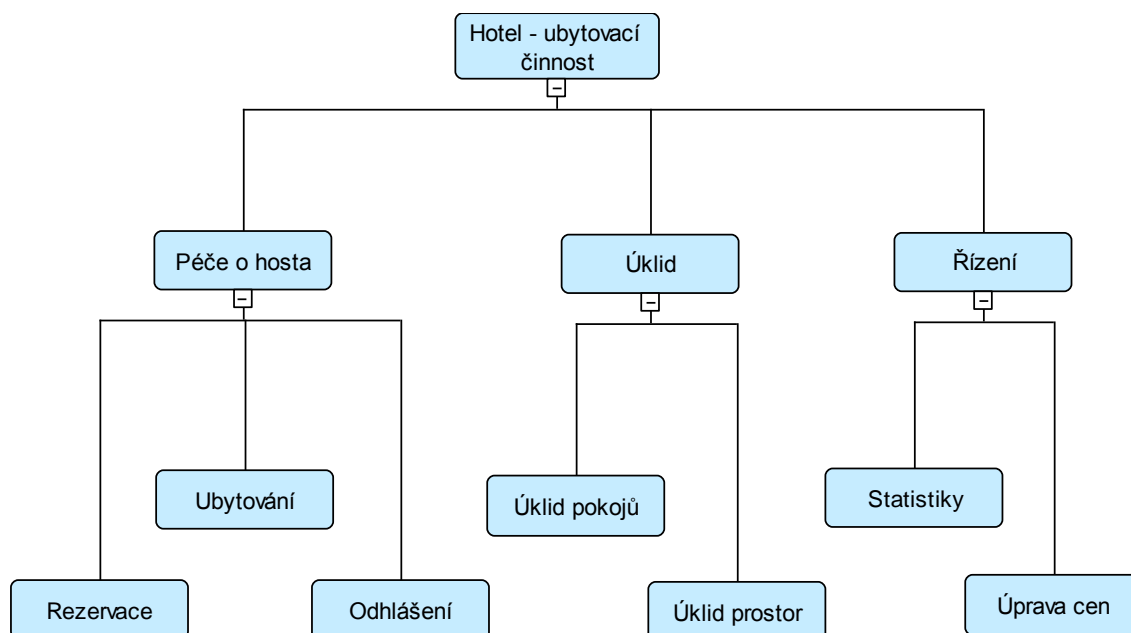 Hotel - ubytovací
činnost
Péče o hosta
Úklid
Řízení
Ubytování
Úklid pokojů
Statistiky
Rezervace
Odhlášení
Úklid prostor
Úprava cen